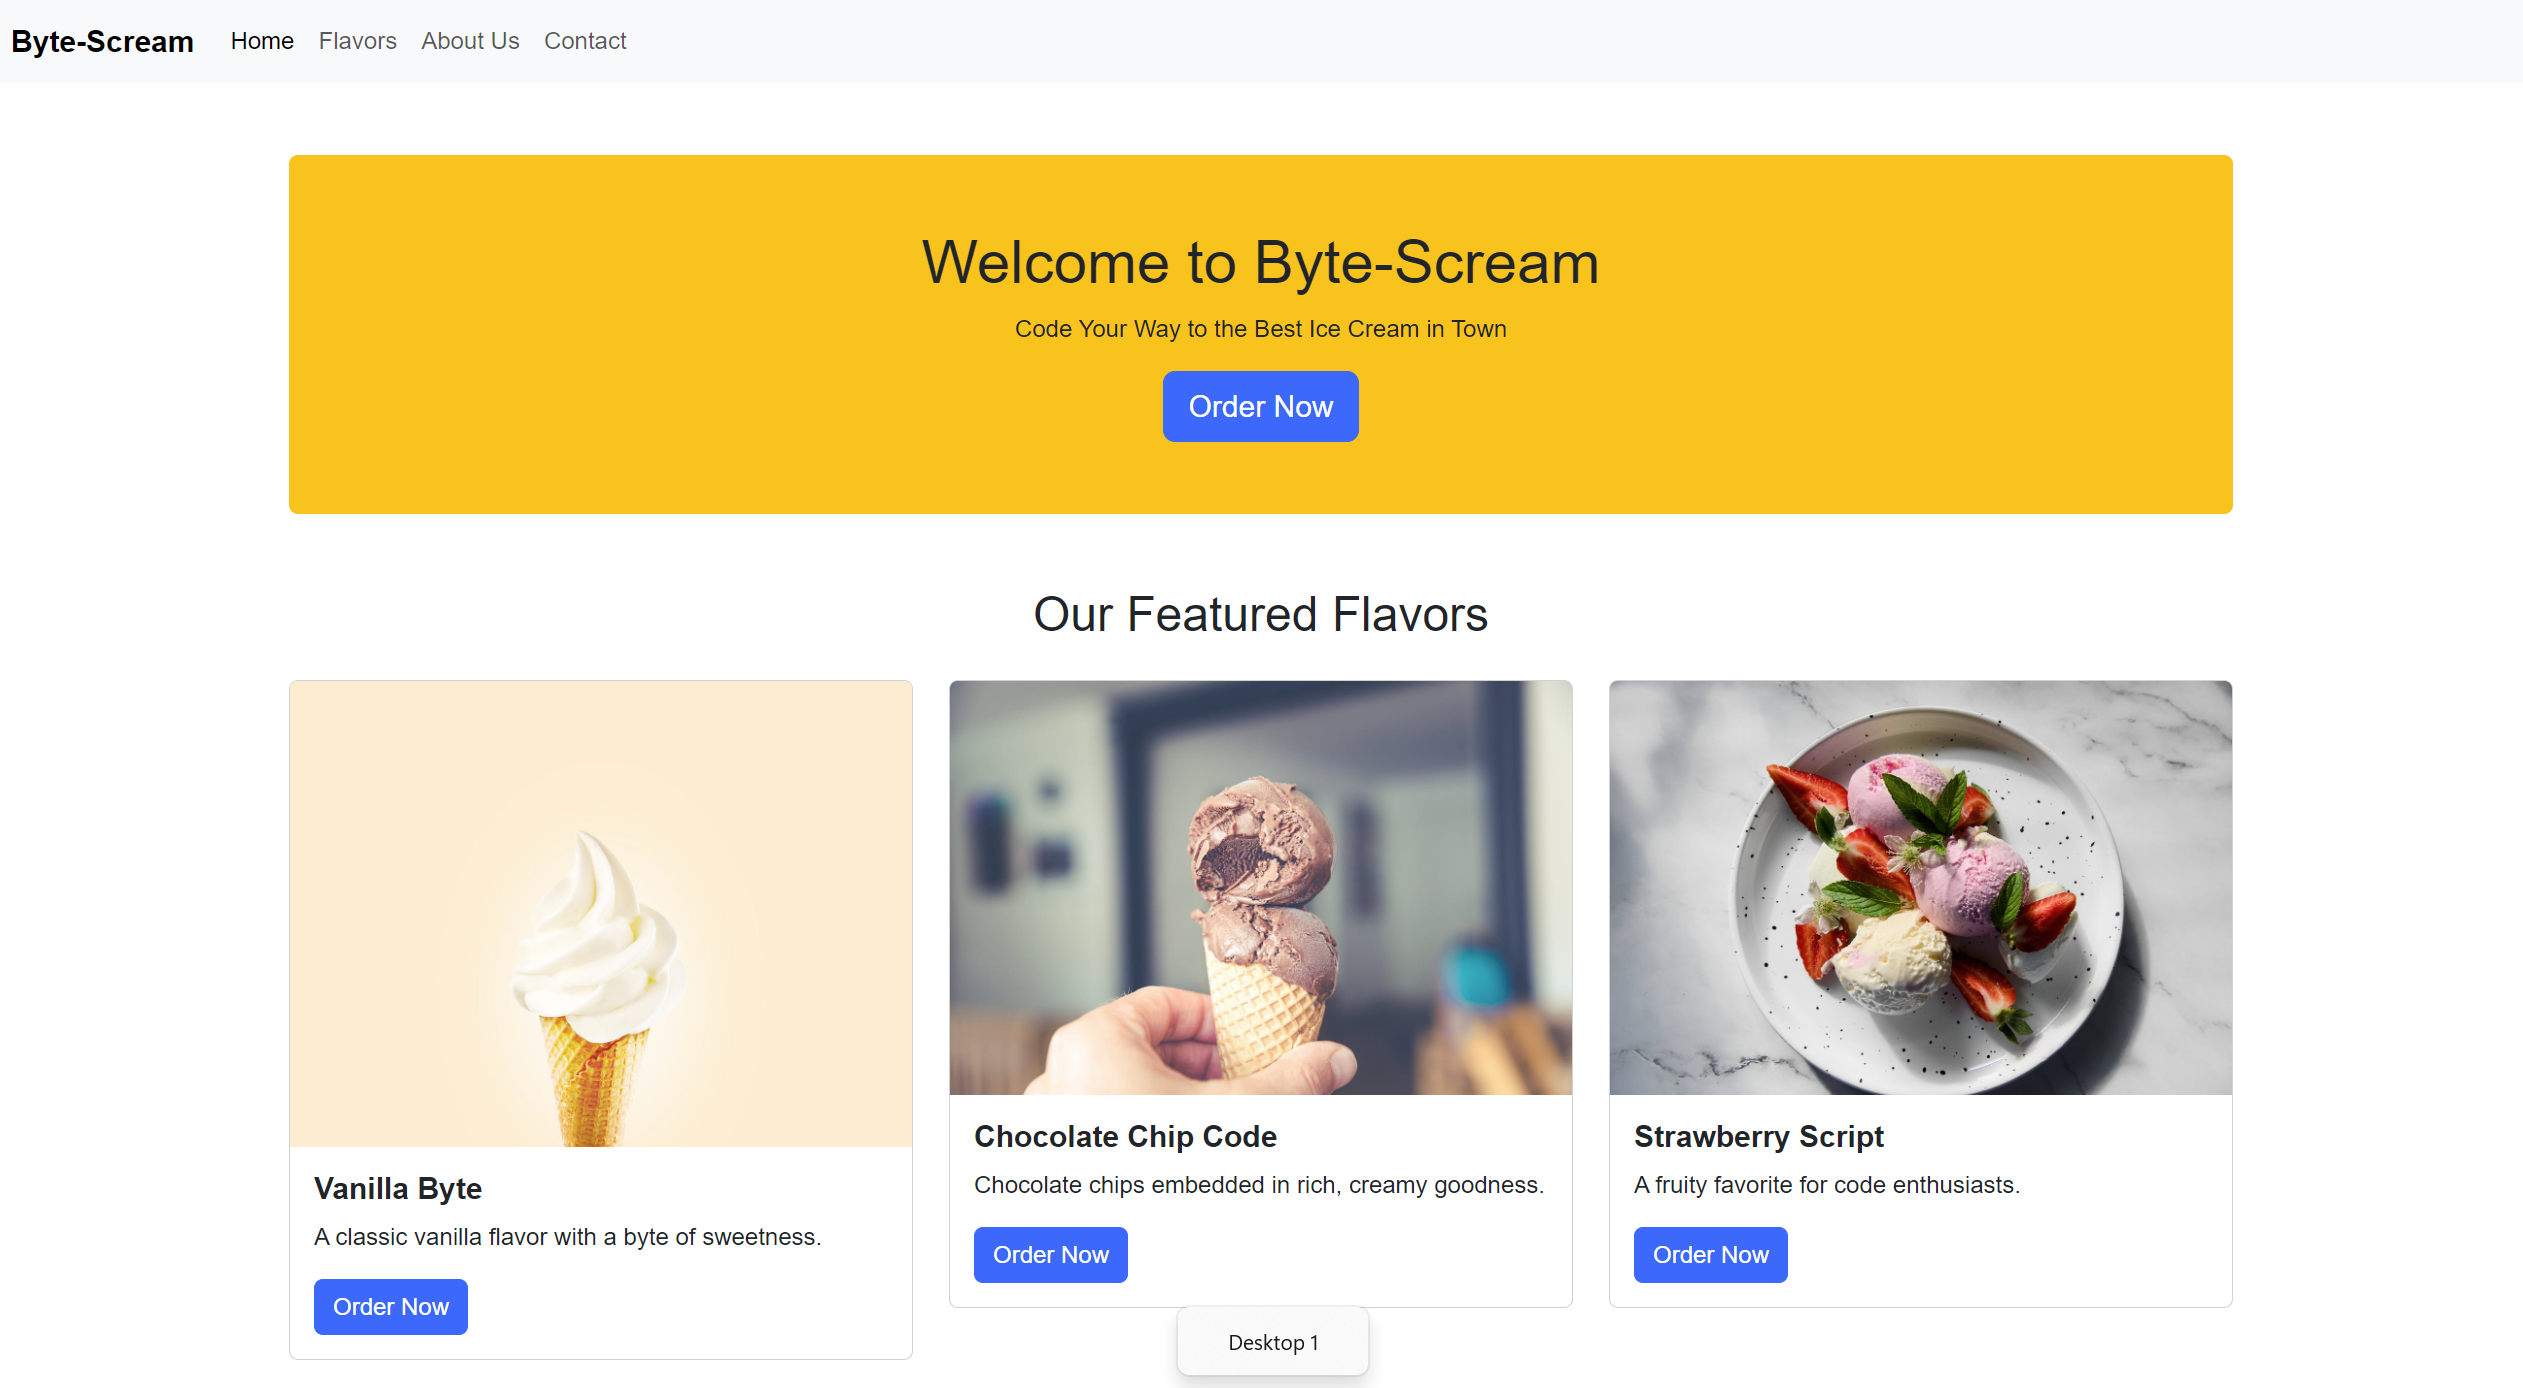 Byte-Scream Home Flavors About Us Contact
Welcome to Byte-Scream
Code Your Way to the Best Ice Cream in Town
Order Now
Our Featured Flavors
Vanilla Byte
A classic vanilla flavor with a byte of sweetness.
Order Now
Chocolate Chip Code
Chocolate chips embedded in rich, creamy goodness.
Order Now
Strawberry Script
A fruity favorite for code enthusiasts.
Order Now
Desktop 1